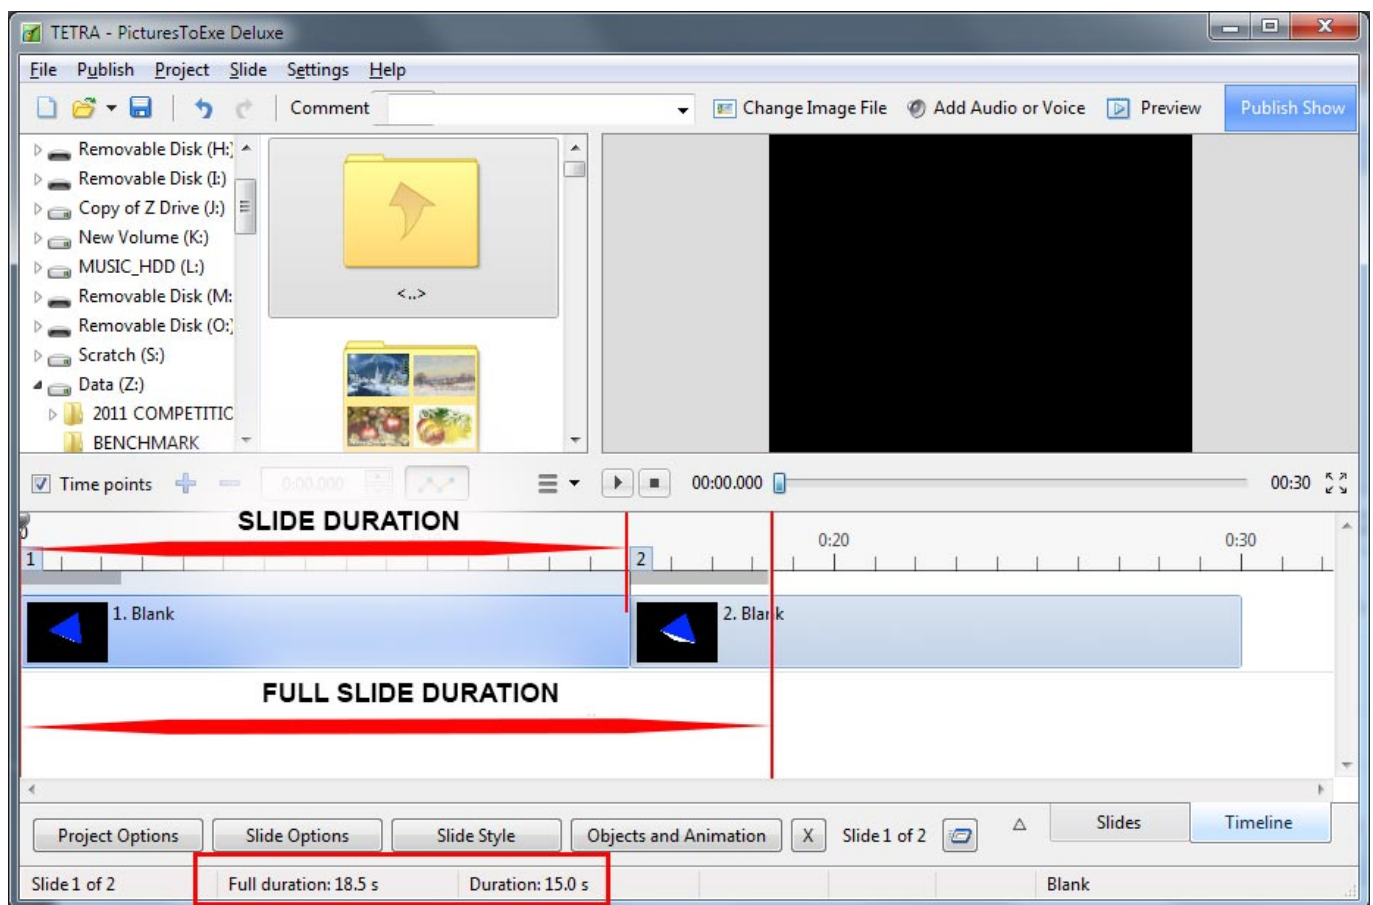 TETRA - PicturesToExe Deluxe
File Publish Project Slide Settings Help
Comment Change Image File Add Audio or Voice Preview Publish Show
Removable Disk (H:)
Removable Disk (I:)
Copy of Z Drive (J:)
New Volume (K:)
MUSIC_HDD (L:)
Removable Disk (M:
Removable Disk (O:)
Scratch (S:)
Data (Z:)
2011 COMPETITIC
BENCHMARK
<..>
Time points 0:00.000 00:00.000 00:30
SLIDE DURATION
0 0:20 0:30
1 2
1. Blank 2. Blank
FULL SLIDE DURATION
Project Options Slide Options Slide Style Objects and Animation X Slide 1 of 2 Slides Timeline
Slide 1 of 2 Full duration: 18.5 s Duration: 15.0 s Blank